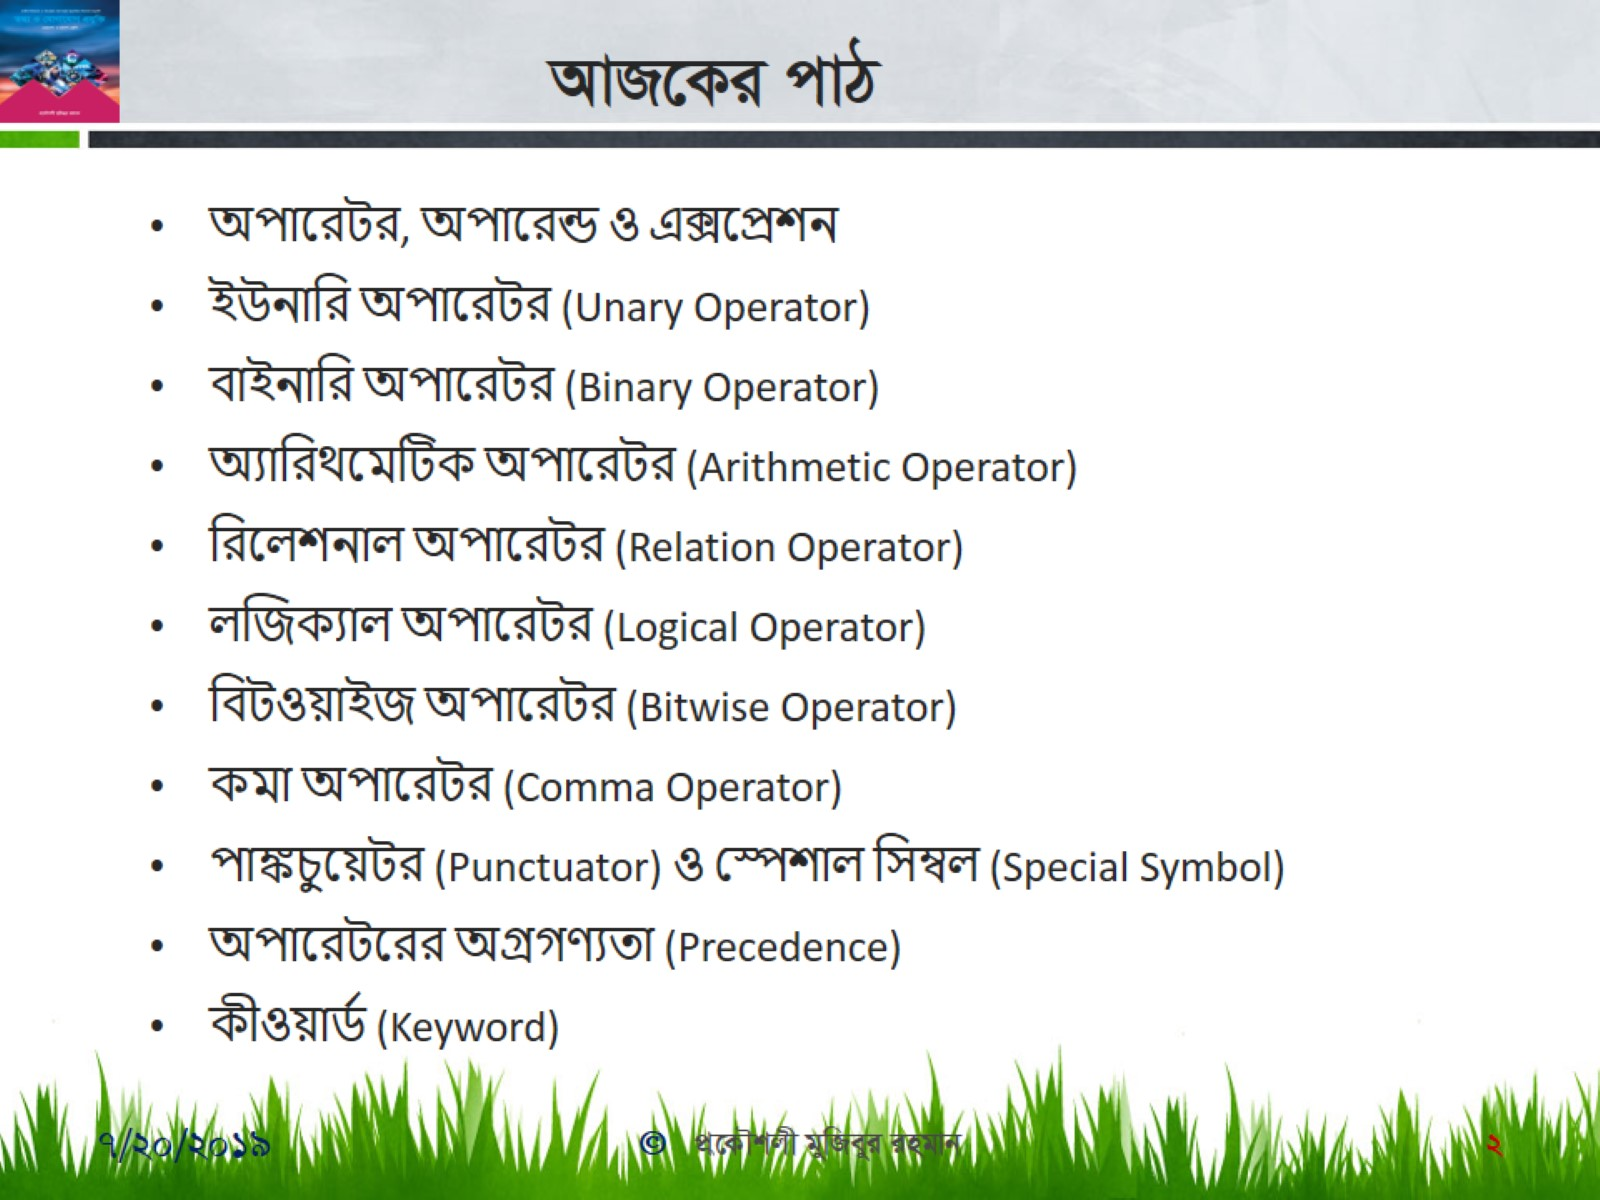 তথ্য ও যোগাযোগ প্রযুক্তি
আজকের পাঠ
• অপারেটর, অপারেন্ড ও এক্সপ্রেশন
• ইউনারি অপারেটর (Unary Operator)
• বাইনারি অপারেটর (Binary Operator)
• অ্যারিথমেটিক অপারেটর (Arithmetic Operator)
• রিলেশনাল অপারেটর (Relation Operator)
• লজিক্যাল অপারেটর (Logical Operator)
• বিটওয়াইজ অপারেটর (Bitwise Operator)
• কমা অপারেটর (Comma Operator)
• পাঙ্কচুয়েটর (Punctuator) ও স্পেশাল সিম্বল (Special Symbol)
• অপারেটরের অগ্রগণ্যতা (Precedence)
• কীওয়ার্ড (Keyword)
৭/২০/২০১৯ © প্রকৌশলী মুজিবুর রহমান ২